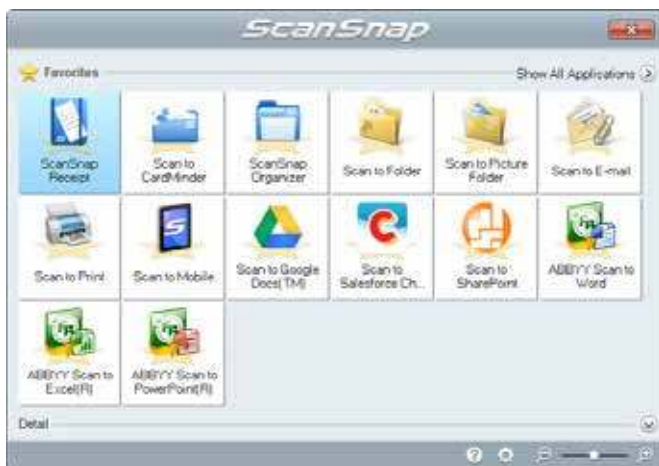 ScanSnap
Favorites
Show All Applications
ScanSnap
Receipt
Scan to
CardMinder
ScanSnap
Organizer
Scan to Folder
Scan to Picture
Folder
Scan to E-mail
Scan to Print
Scan to Mobile
Scan to Google
Docs(TM)
Scan to
Salesforce Ch...
Scan to
SharePoint
ABBYY Scan to
Word
ABBYY Scan to
Excel(R)
ABBYY Scan to
PowerPoint(R)
Detail